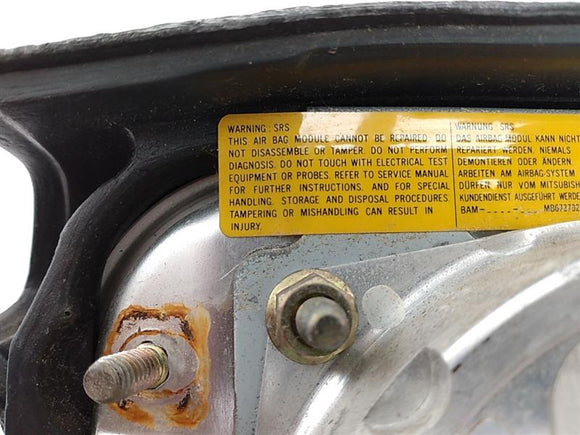 WARNING: SRS
THIS AIR BAG MODULE CANNOT BE REPAIRED. DO
NOT DISASSEMBLE OR TAMPER. DO NOT PERFORM
DIAGNOSIS. DO NOT TOUCH WITH ELECTRICAL TEST
EQUIPMENT OR PROBES. REFER TO SERVICE MANUAL
FOR FURTHER INSTRUCTIONS. AND FOR SPECIAL
HANDLING. STORAGE AND DISPOSAL PROCEDURES.
TAMPERING OR MISHANDLING CAN RESULT IN
INJURY.
WARNUNG SRS
DAS AIRBAG MODUL KANN NICHT
REPARIERT WERDEN. NIEMALS
DEMONTIEREN ODER ÄNDERN.
ARBEITEN AM AIRBAG-SYSTEM
DÜRFEN NUR VOM MITSUBISH
KUNDENDIENST AUSGEFÜHRT WERDE
BAM-